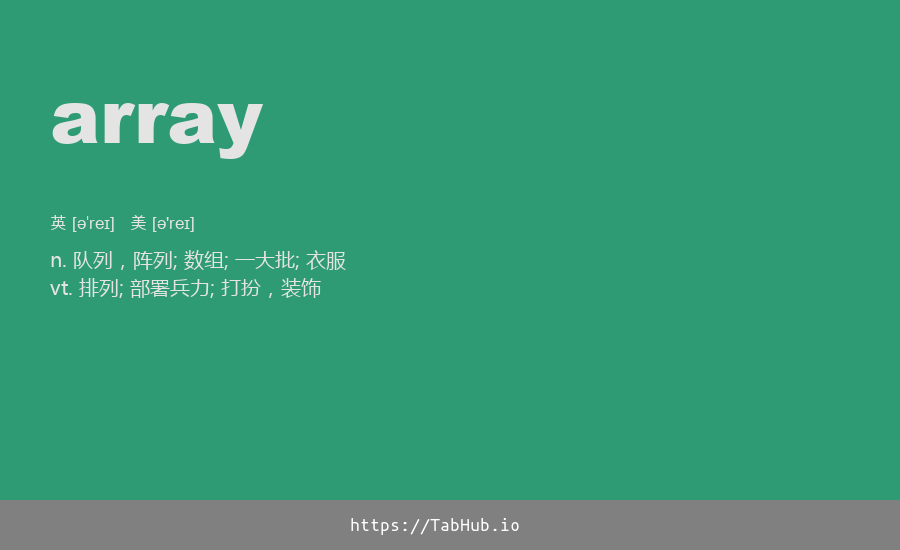 array
英 [ə'reɪ] 美 [ə'reɪ]
n. 队列，阵列; 数组; 一大批; 衣服
vt. 排列; 部署兵力; 打扮，装饰
https://TabHub.io